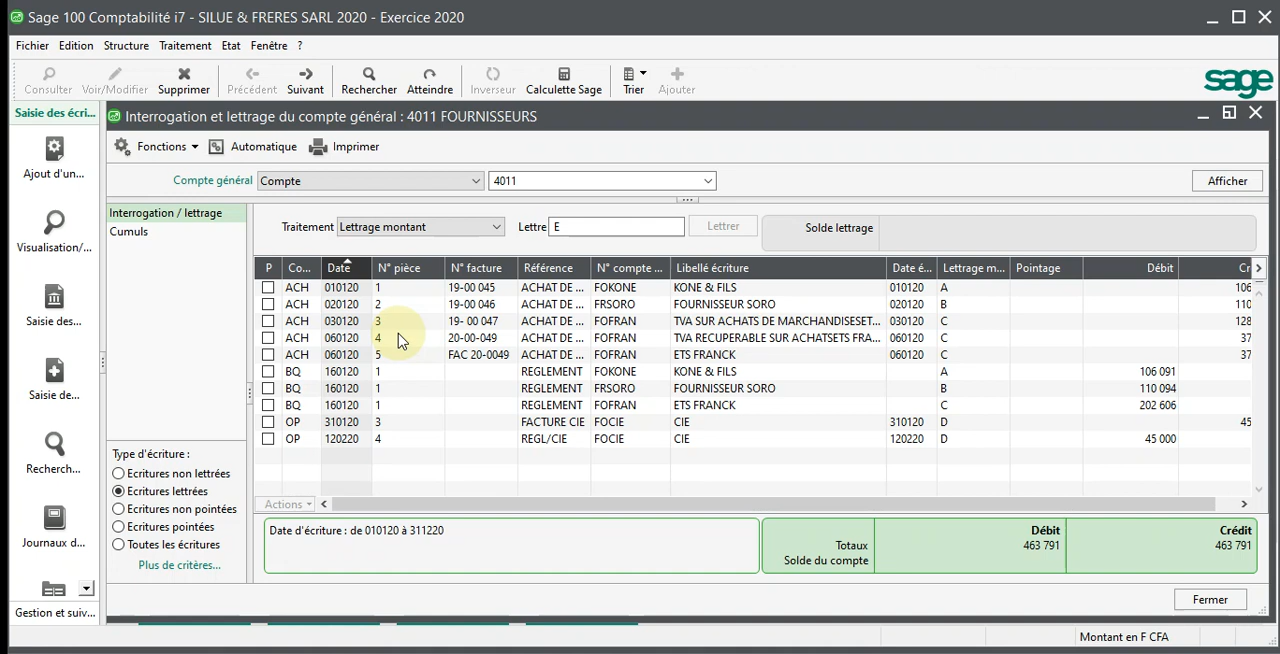 Sage 100 Comptabilité i7 - SILUE & FRERES SARL 2020 - Exercice 2020
Fichier Edition Structure Traitement Etat Fenêtre ?
Consulter Voir/Modifier Supprimer Précédent Suivant Rechercher Atteindre Inverseur Calculette Sage Trier Ajouter
sage
Saisie des écri...
Ajout d'un...
Visualisation/...
Saisie des...
Saisie de...
Recherch...
Journaux d...
Gestion et suiv...
Interrogation et lettrage du compte général : 4011 FOURNISSEURS
Fonctions Automatique Imprimer
Compte général Compte 4011 Afficher
Interrogation / lettrage
Cumuls
Traitement Lettrage montant Lettre E Lettrer Solde lettrage
P Co... Date N° pièce N° facture Référence N° compte ... Libellé écriture Date é... Lettrage m... Pointage Débit Cr
ACH 010120 1 19-00 045 ACHAT DE ... FOKONE KONE & FILS 010120 A 106
ACH 020120 2 19-00 046 ACHAT DE ... FRSORO FOURNISSEUR SORO 020120 B 110
ACH 030120 3 19- 00 047 ACHAT DE ... FOFRAN TVA SUR ACHATS DE MARCHANDISESET... 030120 C 128
ACH 060120 4 20-00-049 ACHAT DE ... FOFRAN TVA RECUPERABLE SUR ACHATSETS FRA... 060120 C 37
ACH 060120 5 FAC 20-0049 ACHAT DE ... FOFRAN ETS FRANCK 060120 C 37
BQ 160120 1 REGLEMENT FOKONE KONE & FILS A 106 091
BQ 160120 1 REGLEMENT FRSORO FOURNISSEUR SORO B 110 094
BQ 160120 1 REGLEMENT FOFRAN ETS FRANCK C 202 606
OP 310120 3 FACTURE CIE FOCIE CIE 310120 D 45
OP 120220 4 REGL/CIE FOCIE CIE 120220 D 45 000
Type d'écriture :
Ecritures non lettrées
Ecritures lettrées
Ecritures non pointées
Ecritures pointées
Toutes les écritures
Plus de critères...
Actions
Date d'écriture : de 010120 à 311220
Débit Crédit
Totaux 463 791 463 791
Solde du compte
Fermer
Montant en F CFA